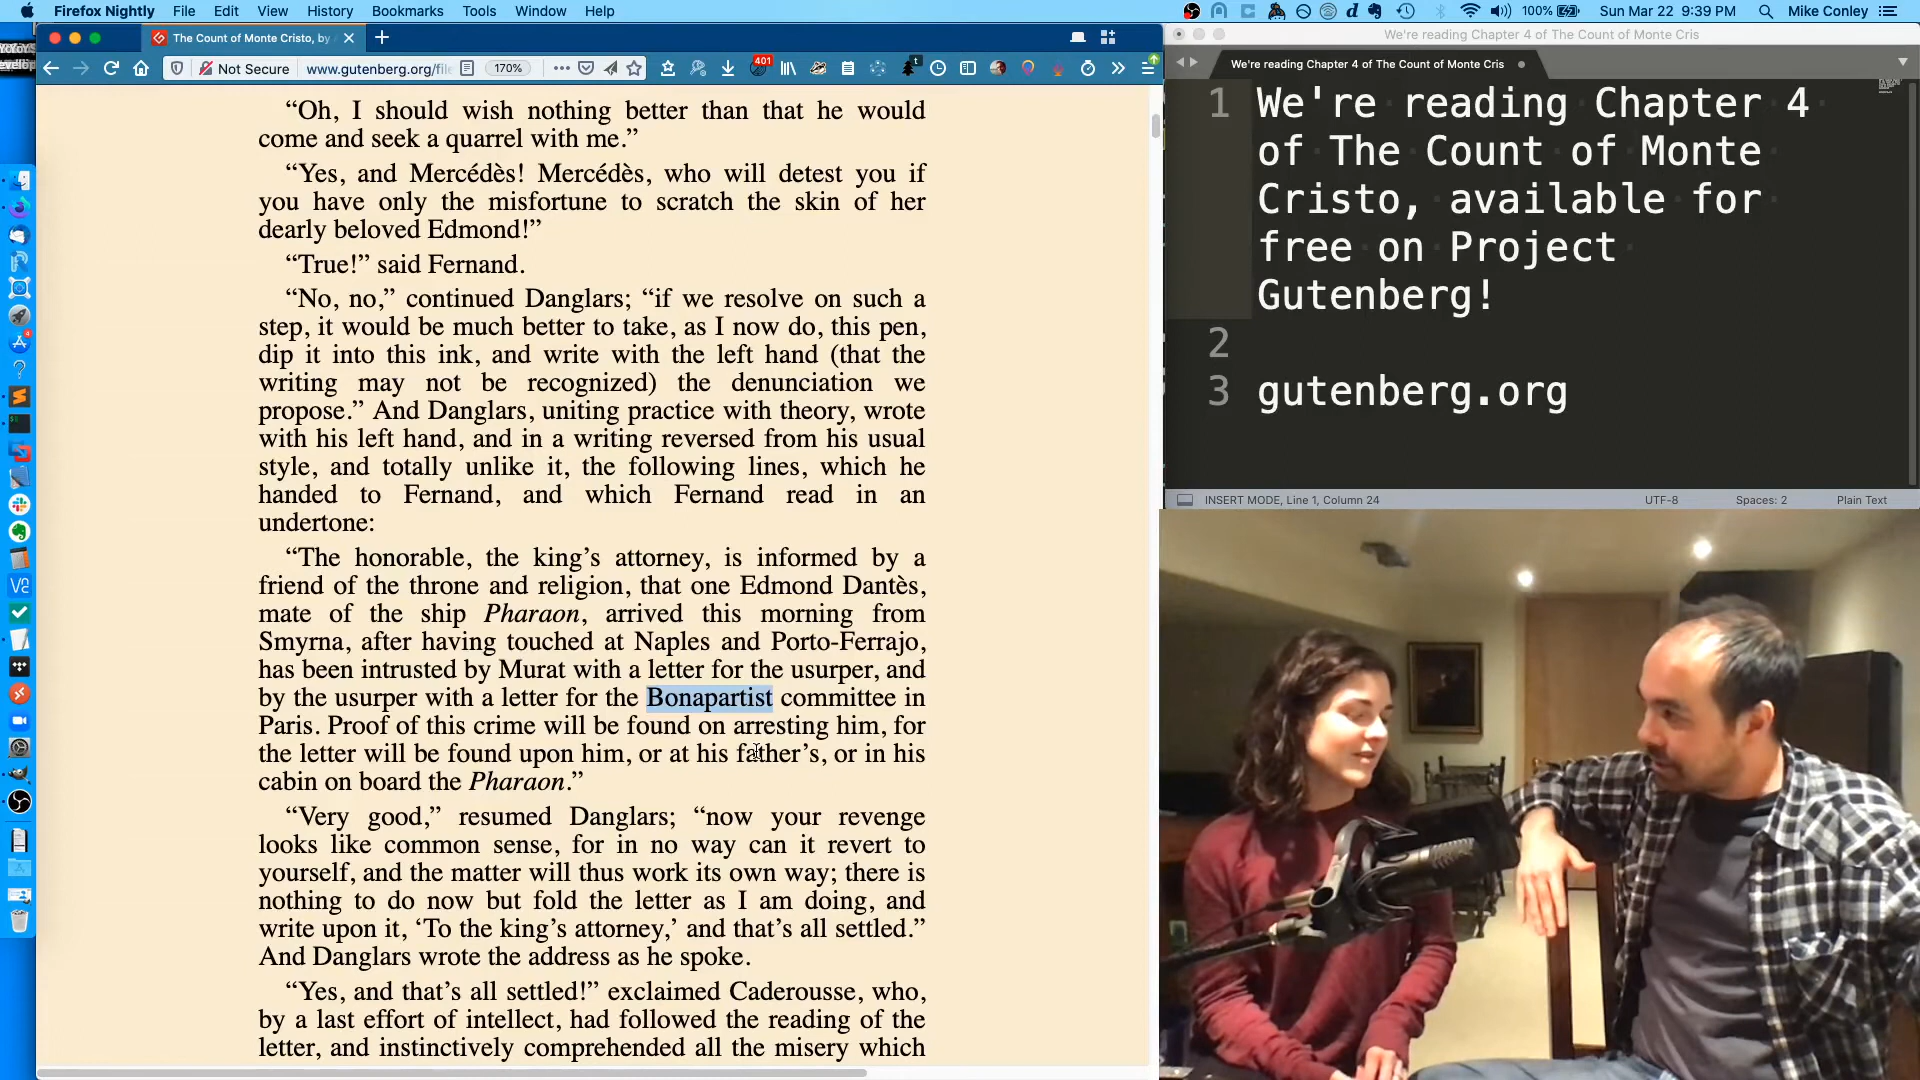 Firefox Nightly File Edit View History Bookmarks Tools Window Help
100% Sun Mar 22 9:39 PM Mike Conley
The Count of Monte Cristo, by
We're reading Chapter 4 of The Count of Monte Cris
Not Secure www.gutenberg.org/file 170% 401
We're reading Chapter 4 of The Count of Monte Cris
“Oh, I should wish nothing better than that he would
come and seek a quarrel with me.”
“Yes, and Mercédès! Mercédès, who will detest you if
you have only the misfortune to scratch the skin of her
dearly beloved Edmond!”
“True!” said Fernand.
“No, no,” continued Danglars; “if we resolve on such a
step, it would be much better to take, as I now do, this pen,
dip it into this ink, and write with the left hand (that the
writing may not be recognized) the denunciation we
propose.” And Danglars, uniting practice with theory, wrote
with his left hand, and in a writing reversed from his usual
style, and totally unlike it, the following lines, which he
handed to Fernand, and which Fernand read in an
undertone:
“The honorable, the king’s attorney, is informed by a
friend of the throne and religion, that one Edmond Dantès,
mate of the ship Pharaon, arrived this morning from
Smyrna, after having touched at Naples and Porto-Ferrajo,
has been intrusted by Murat with a letter for the usurper, and
by the usurper with a letter for the Bonapartist committee in
Paris. Proof of this crime will be found on arresting him, for
the letter will be found upon him, or at his father’s, or in his
cabin on board the Pharaon.”
“Very good,” resumed Danglars; “now your revenge
looks like common sense, for in no way can it revert to
yourself, and the matter will thus work its own way; there is
nothing to do now but fold the letter as I am doing, and
write upon it, ‘To the king’s attorney,’ and that’s all settled.”
And Danglars wrote the address as he spoke.
“Yes, and that’s all settled!” exclaimed Caderousse, who,
by a last effort of intellect, had followed the reading of the
letter, and instinctively comprehended all the misery which
1 We're reading Chapter 4
of The Count of Monte
Cristo, available for
free on Project
Gutenberg!
2
3 gutenberg.org
INSERT MODE, Line 1, Column 24 UTF-8 Spaces: 2 Plain Text